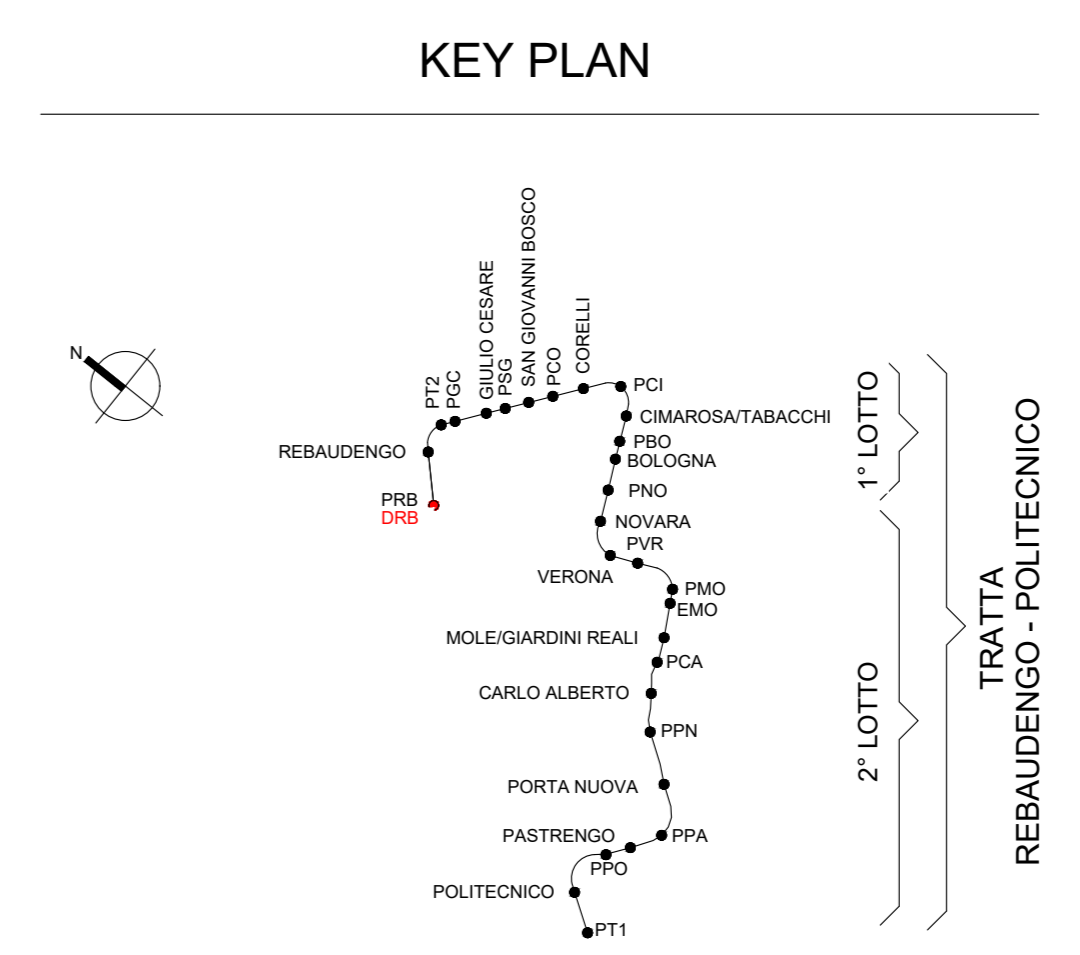 KEY PLAN
N
PT2
PGC
GIULIO CESARE
PSG
SAN GIOVANNI BOSCO
PCO
CORELLI
PCI
CIMAROSA/TABACCHI
REBAUDENGO
PBO
BOLOGNA
PRB
DRB
PNO
NOVARA
PVR
VERONA
PMO
EMO
MOLE/GIARDINI REALI
PCA
CARLO ALBERTO
PPN
PORTA NUOVA
PASTRENGO
PPA
PPO
POLITECNICO
PT1
1° LOTTO
2° LOTTO
TRATTA
REBAUDENGO - POLITECNICO